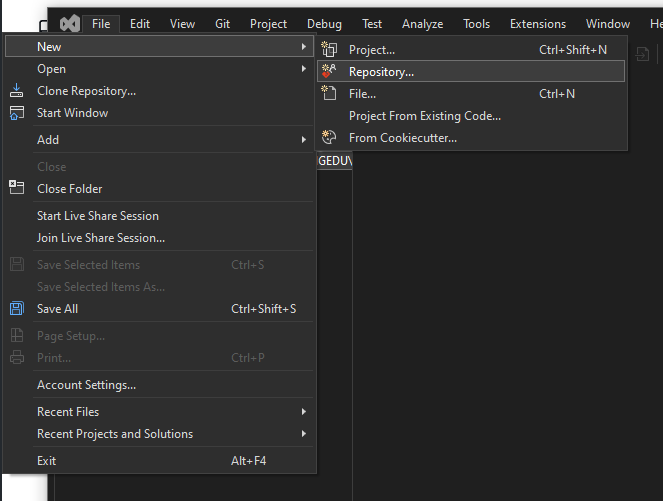 File Edit View Git Project Debug Test Analyze Tools Extensions Window
New
Project... Ctrl+Shift+N
Open
Repository...
Clone Repository...
File... Ctrl+N
Start Window
Project From Existing Code...
Add
From Cookiecutter...
Close
Close Folder
Start Live Share Session
Join Live Share Session...
Save Selected Items Ctrl+S
Save Selected Items As...
Save All Ctrl+Shift+S
Page Setup...
Print... Ctrl+P
Account Settings...
Recent Files
Recent Projects and Solutions
Exit Alt+F4